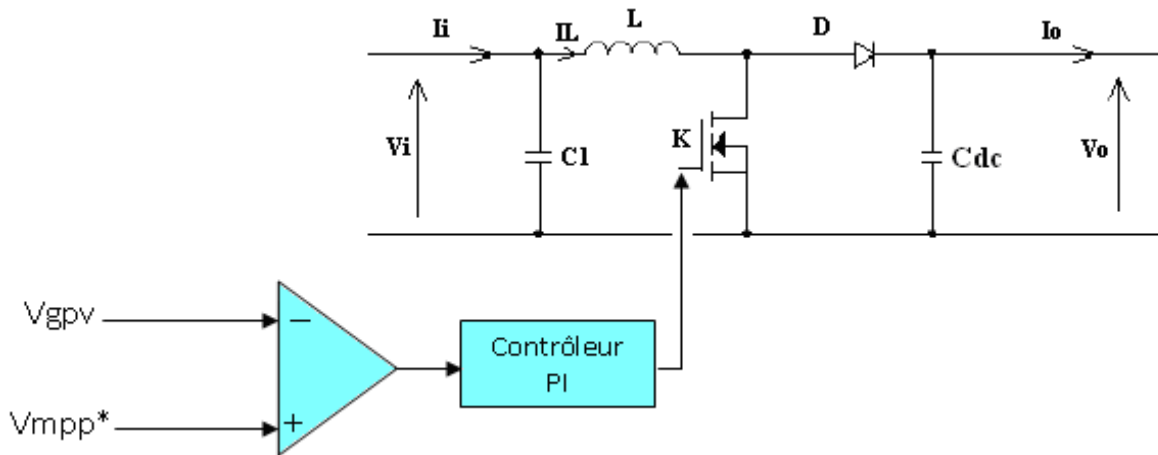 Ii IL L D Io
Vi C1 K Cdc Vo
Vgpv −
Contrôleur
PI
Vmpp* +